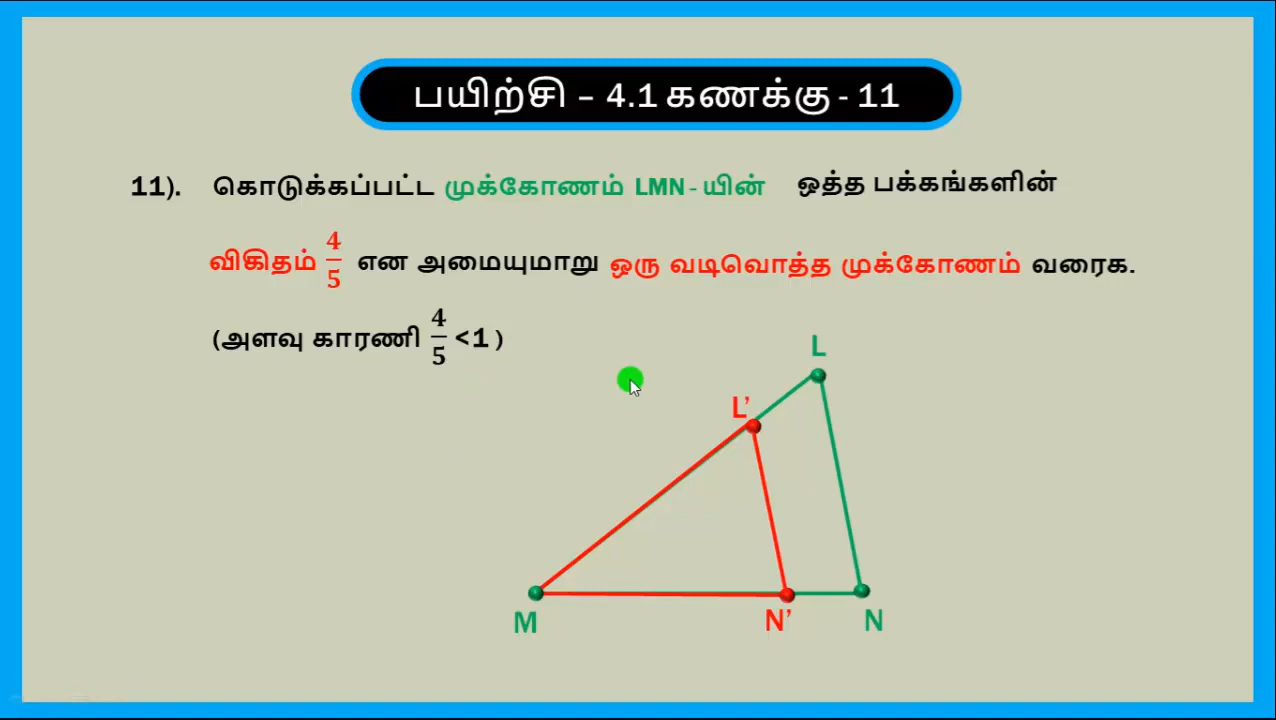 பயிற்சி – 4.1 கணக்கு - 11
11). கொடுக்கப்பட்ட முக்கோணம் LMN - யின் ஒத்த பக்கங்களின்
விகிதம் 4/5 என அமையுமாறு ஒரு வடிவொத்த முக்கோணம் வரைக.
(அளவு காரணி 4/5 <1 )
L
L’
M
N’
N